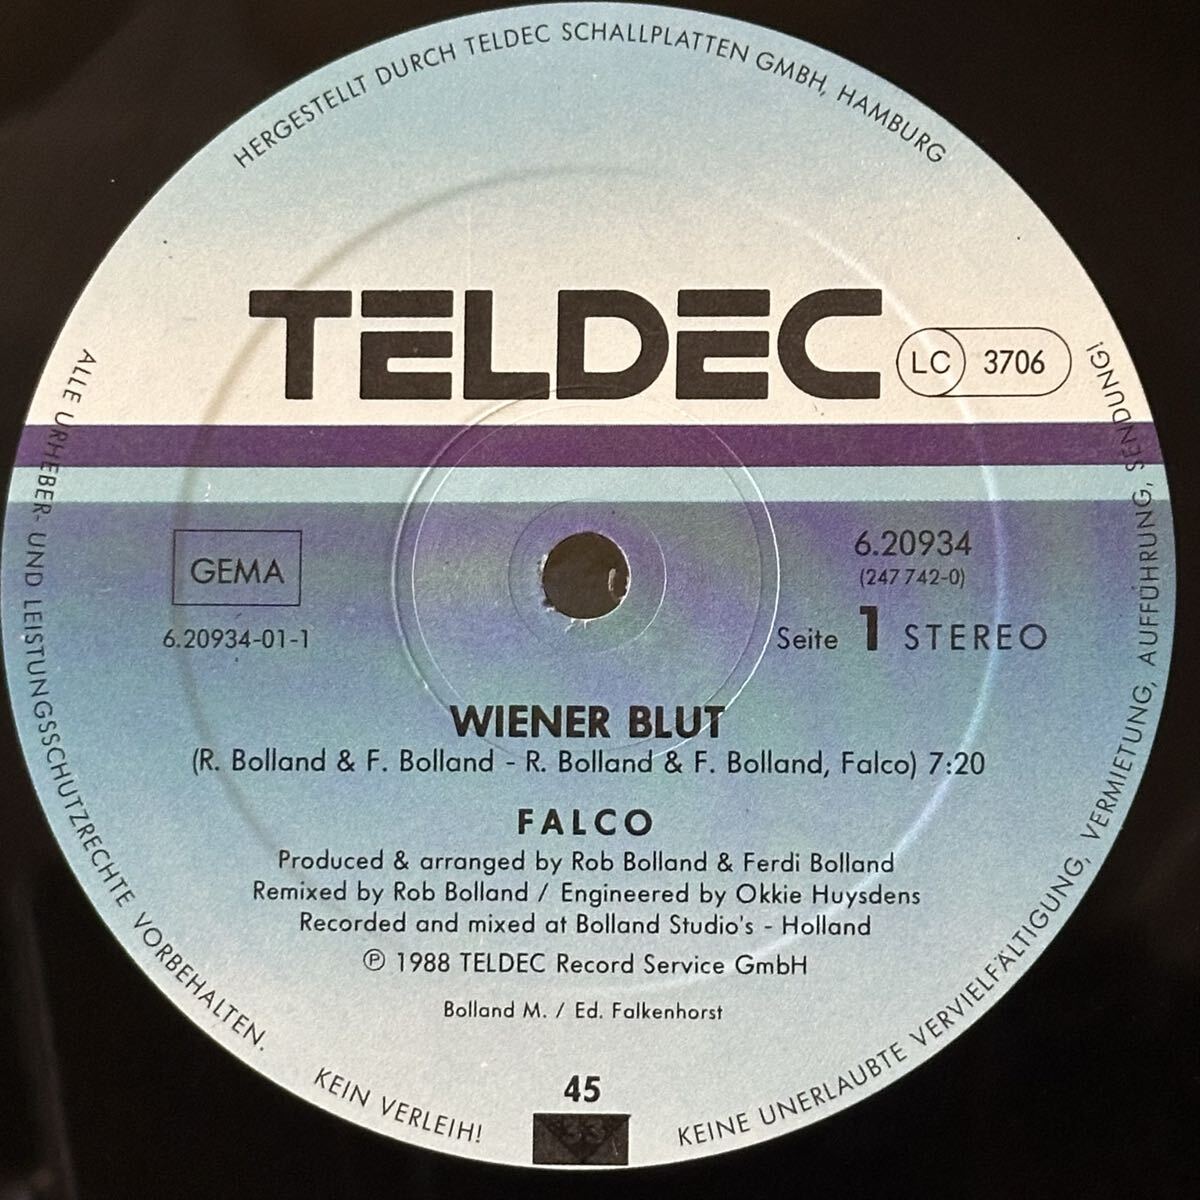 HERGESTELLT DURCH TELDEC SCHALLPLATTEN GMBH, HAMBURG
TELDEC
LC 3706
GEMA
6.20934-01-1
6.20934
(247 742-0)
Seite 1 STEREO
WIENER BLUT
(R. Bolland & F. Bolland - R. Bolland & F. Bolland, Falco) 7:20
FALCO
Produced & arranged by Rob Bolland & Ferdi Bolland
Remixed by Rob Bolland / Engineered by Okkie Huysdens
Recorded and mixed at Bolland Studio's - Holland
℗ 1988 TELDEC Record Service GmbH
Bolland M. / Ed. Falkenhorst
45
ALLE URHEBER- UND LEISTUNGSSCHUTZRECHTE VORBEHALTEN.
KEIN VERLEIH!
KEINE UNERLAUBTE VERVIELFÄLTIGUNG, VERMIETUNG, AUFFÜHRUNG, SENDUNG!